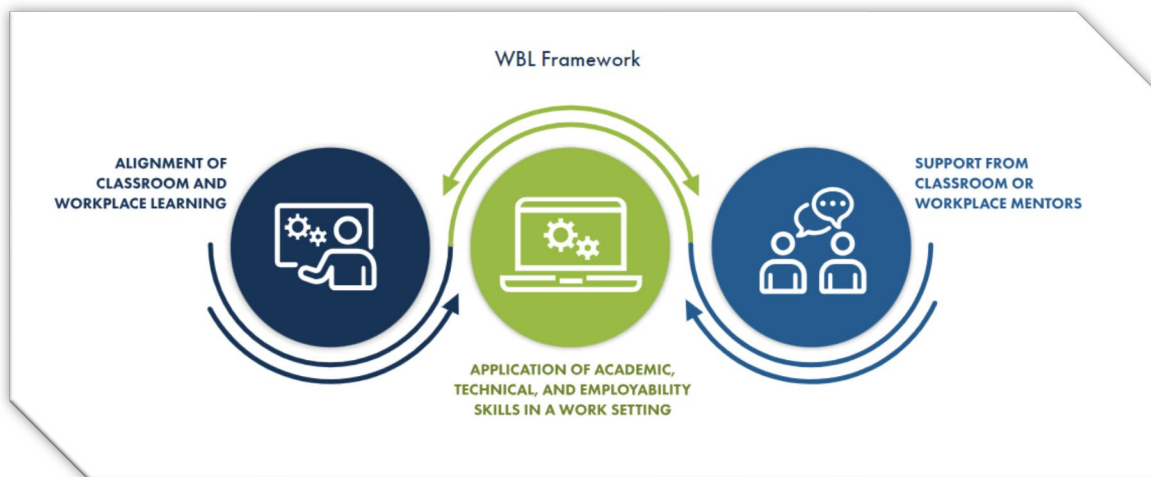 WBL Framework
ALIGNMENT OF
CLASSROOM AND
WORKPLACE LEARNING
APPLICATION OF ACADEMIC,
TECHNICAL, AND EMPLOYABILITY
SKILLS IN A WORK SETTING
SUPPORT FROM
CLASSROOM OR
WORKPLACE MENTORS